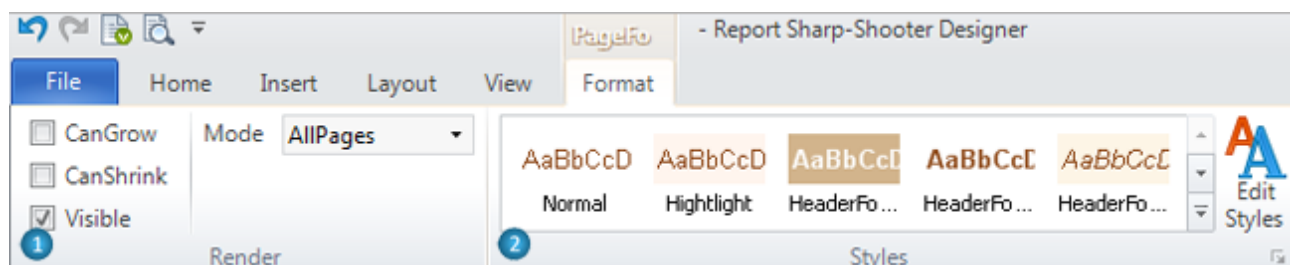 PageFo - Report Sharp-Shooter Designer
File Home Insert Layout View Format
CanGrow Mode AllPages
CanShrink
Visible
AaBbCcD AaBbCcD AaBbCcD AaBbCcD AaBbCcD
Normal Hightlight HeaderFo... HeaderFo... HeaderFo...
Edit
Styles
1 Render 2 Styles